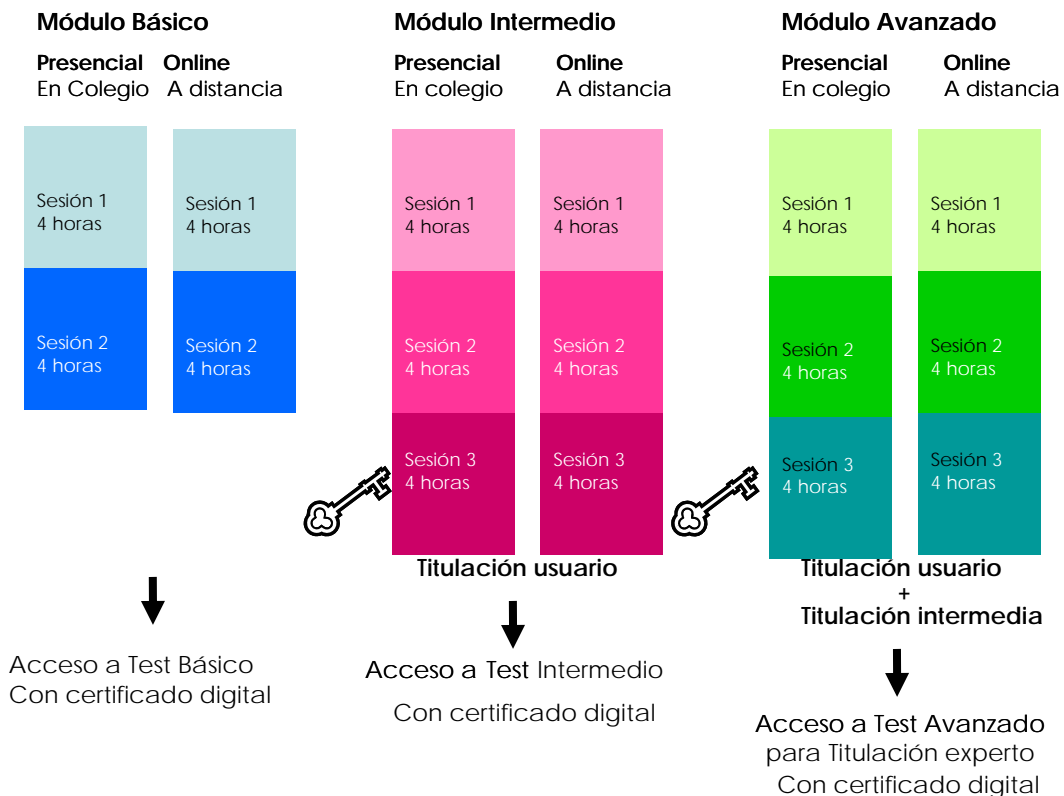 Módulo Básico
Presencial Online
En Colegio A distancia
Sesión 1
4 horas
Sesión 1
4 horas
Sesión 2
4 horas
Sesión 2
4 horas
Acceso a Test Básico
Con certificado digital
Módulo Intermedio
Presencial Online
En colegio A distancia
Sesión 1
4 horas
Sesión 1
4 horas
Sesión 2
4 horas
Sesión 2
4 horas
Sesión 3
4 horas
Sesión 3
4 horas
Titulación usuario
Acceso a Test Intermedio
Con certificado digital
Módulo Avanzado
Presencial Online
En colegio A distancia
Sesión 1
4 horas
Sesión 1
4 horas
Sesión 2
4 horas
Sesión 2
4 horas
Sesión 3
4 horas
Sesión 3
4 horas
Titulación usuario
+
Titulación intermedia
Acceso a Test Avanzado
para Titulación experto
Con certificado digital